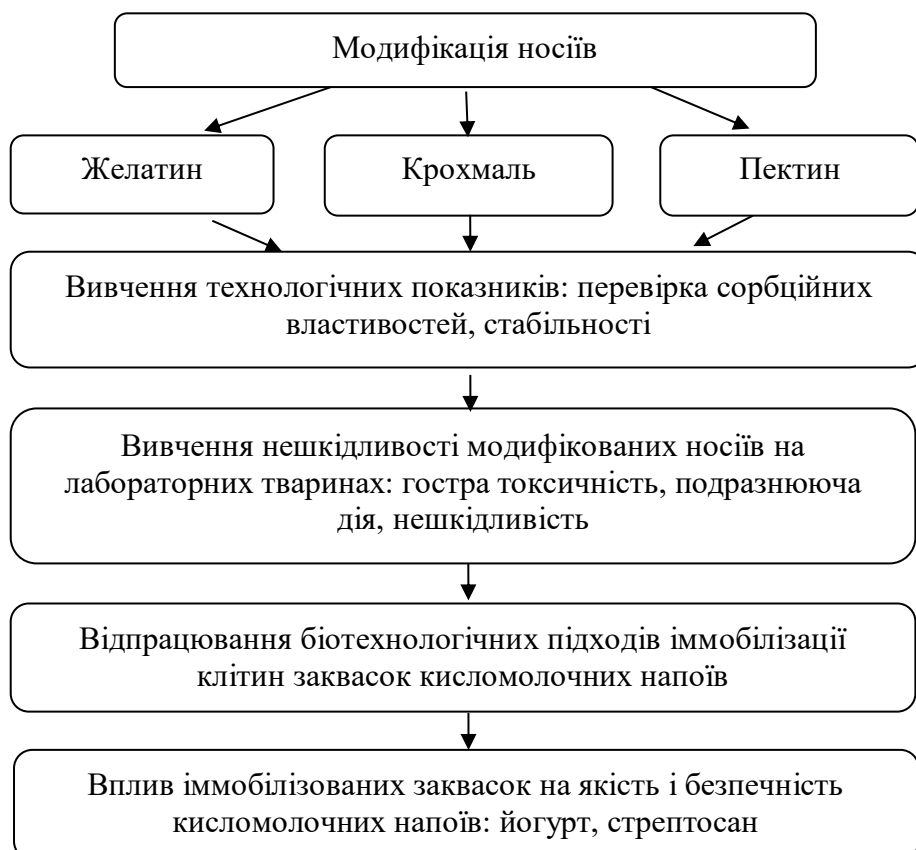 Модифікація носіїв
Желатин
Крохмаль
Пектин
Вивчення технологічних показників: перевірка сорбційних
властивостей, стабільності
Вивчення нешкідливості модифікованих носіїв на
лабораторних тваринах: гостра токсичність, подразнююча
дія, нешкідливість
Відпрацювання біотехнологічних підходів іммобілізації
клітин заквасок кисломолочних напоїв
Вплив іммобілізованих заквасок на якість і безпечність
кисломолочних напоїв: йогурт, стрептосан